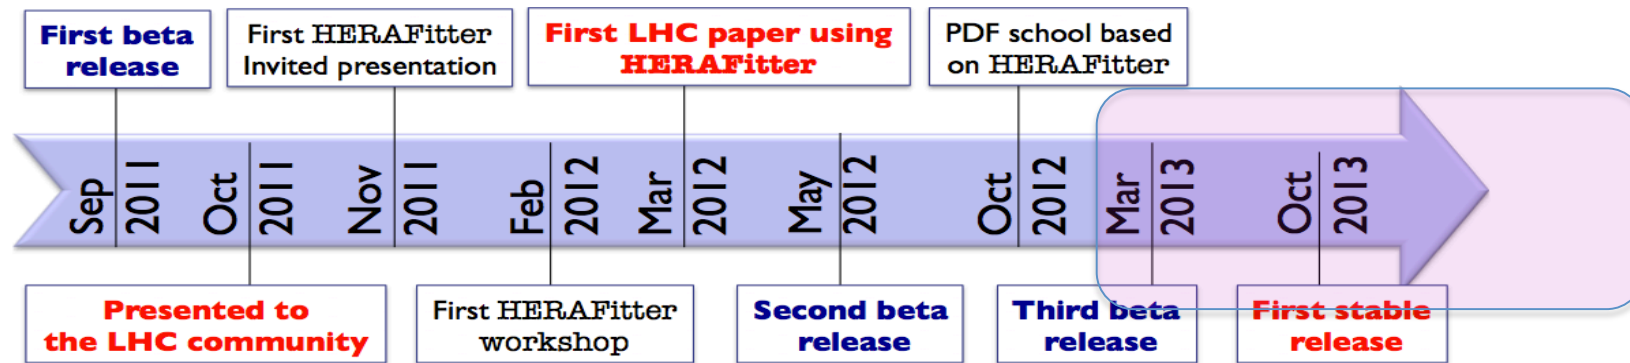 First beta
release
First HERAFitter
Invited presentation
First LHC paper using
HERAFitter
PDF school based
on HERAFitter
Sep 2011
Oct 2011
Nov 2011
Feb 2012
Mar 2012
May 2012
Oct 2012
Mar 2013
Oct 2013
Presented to
the LHC community
First HERAFitter
workshop
Second beta
release
Third beta
release
First stable
release